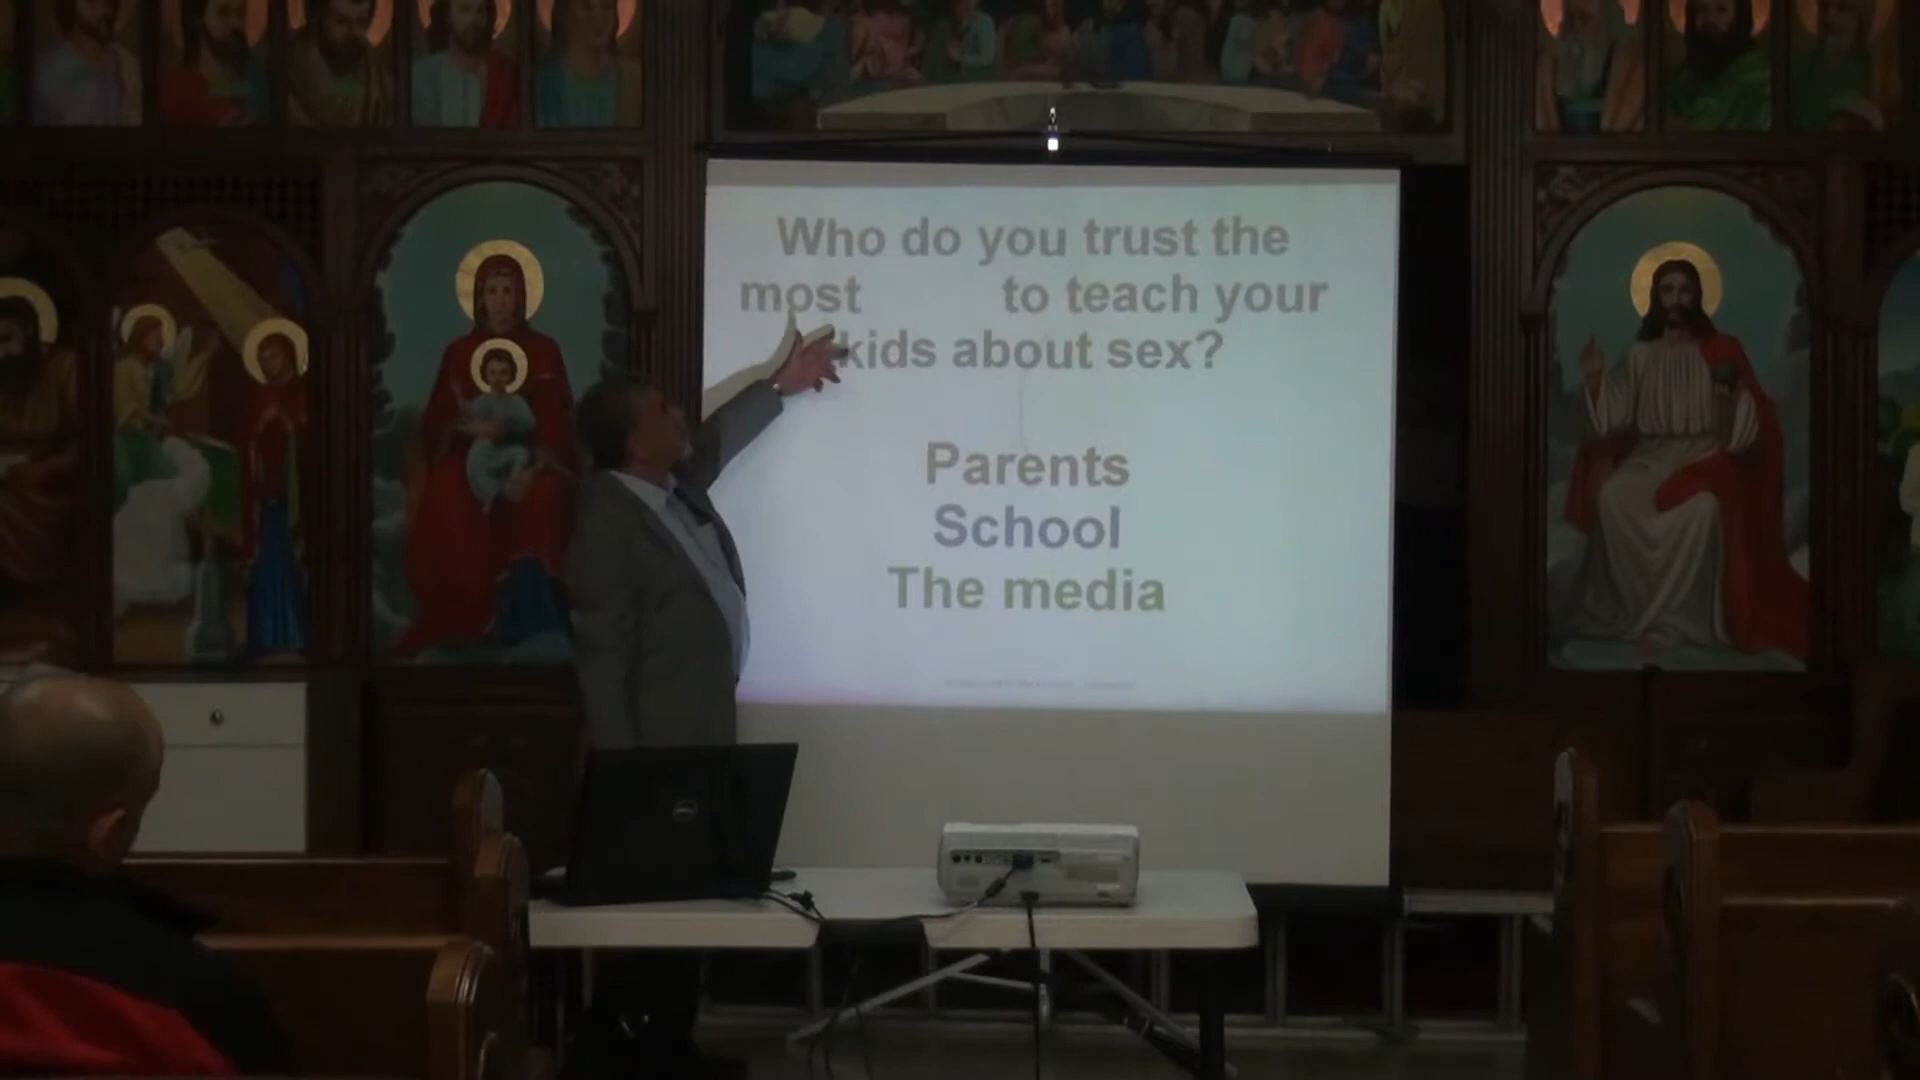 Who do you trust the
most to teach your
kids about sex?
Parents
School
The media